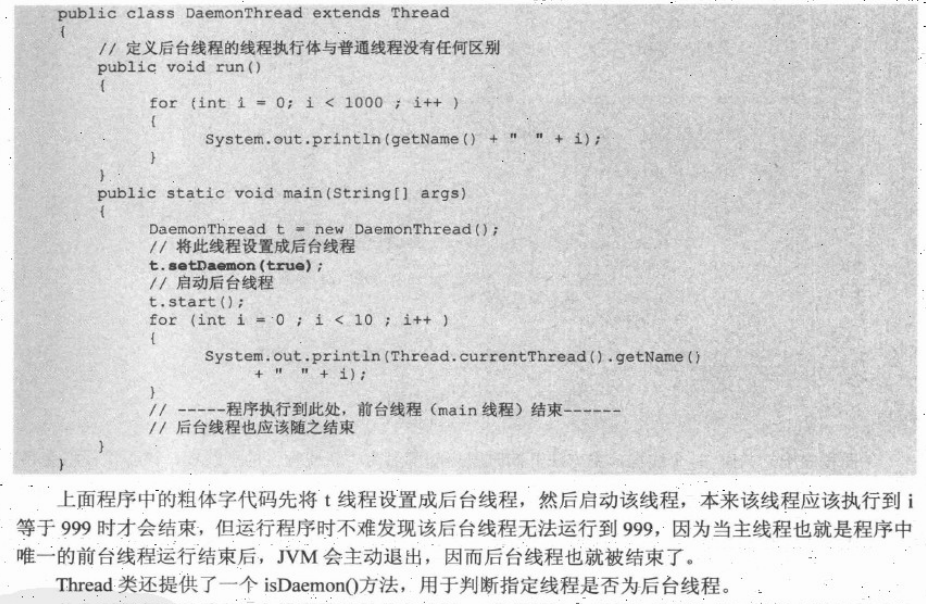 public class DaemonThread extends Thread
{
// 定义后台线程的线程执行体与普通线程没有任何区别
public void run()
{
for (int i = 0; i < 1000 ; i++ )
{
System.out.println(getName() + " " + i);
}
}
public static void main(String[] args)
{
DaemonThread t = new DaemonThread();
// 将此线程设置成后台线程
t.setDaemon(true);
// 启动后台线程
t.start();
for (int i = 0 ; i < 10 ; i++ )
{
System.out.println(Thread.currentThread().getName()
+ " " + i);
}
// -----程序执行到此处，前台线程（main 线程）结束------
// 后台线程也应该随之结束
}
}
上面程序中的粗体字代码先将 t 线程设置成后台线程，然后启动该线程，本来该线程应该执行到 i
等于 999 时才会结束，但运行程序时不难发现该后台线程无法运行到 999，因为当主线程也就是程序中
唯一的前台线程运行结束后，JVM 会主动退出，因而后台线程也就被结束了。
Thread 类还提供了一个 isDaemon()方法，用于判断指定线程是否为后台线程。